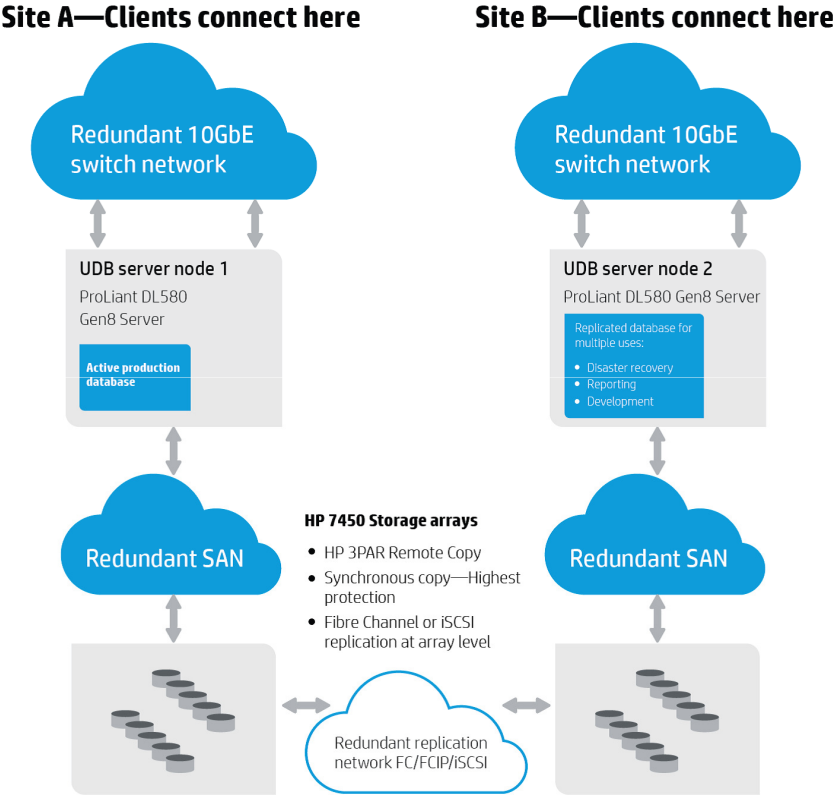 Site A—Clients connect here
Site B—Clients connect here
Redundant 10GbE
switch network
Redundant 10GbE
switch network
UDB server node 1
ProLiant DL580
Gen8 Server
Active production
database
UDB server node 2
ProLiant DL580 Gen8 Server
Replicated database for
multiple uses:
• Disaster recovery
• Reporting
• Development
Redundant SAN
HP 7450 Storage arrays
• HP 3PAR Remote Copy
• Synchronous copy—Highest
protection
• Fibre Channel or iSCSI
replication at array level
Redundant SAN
Redundant replication
network FC/FCIP/iSCSI